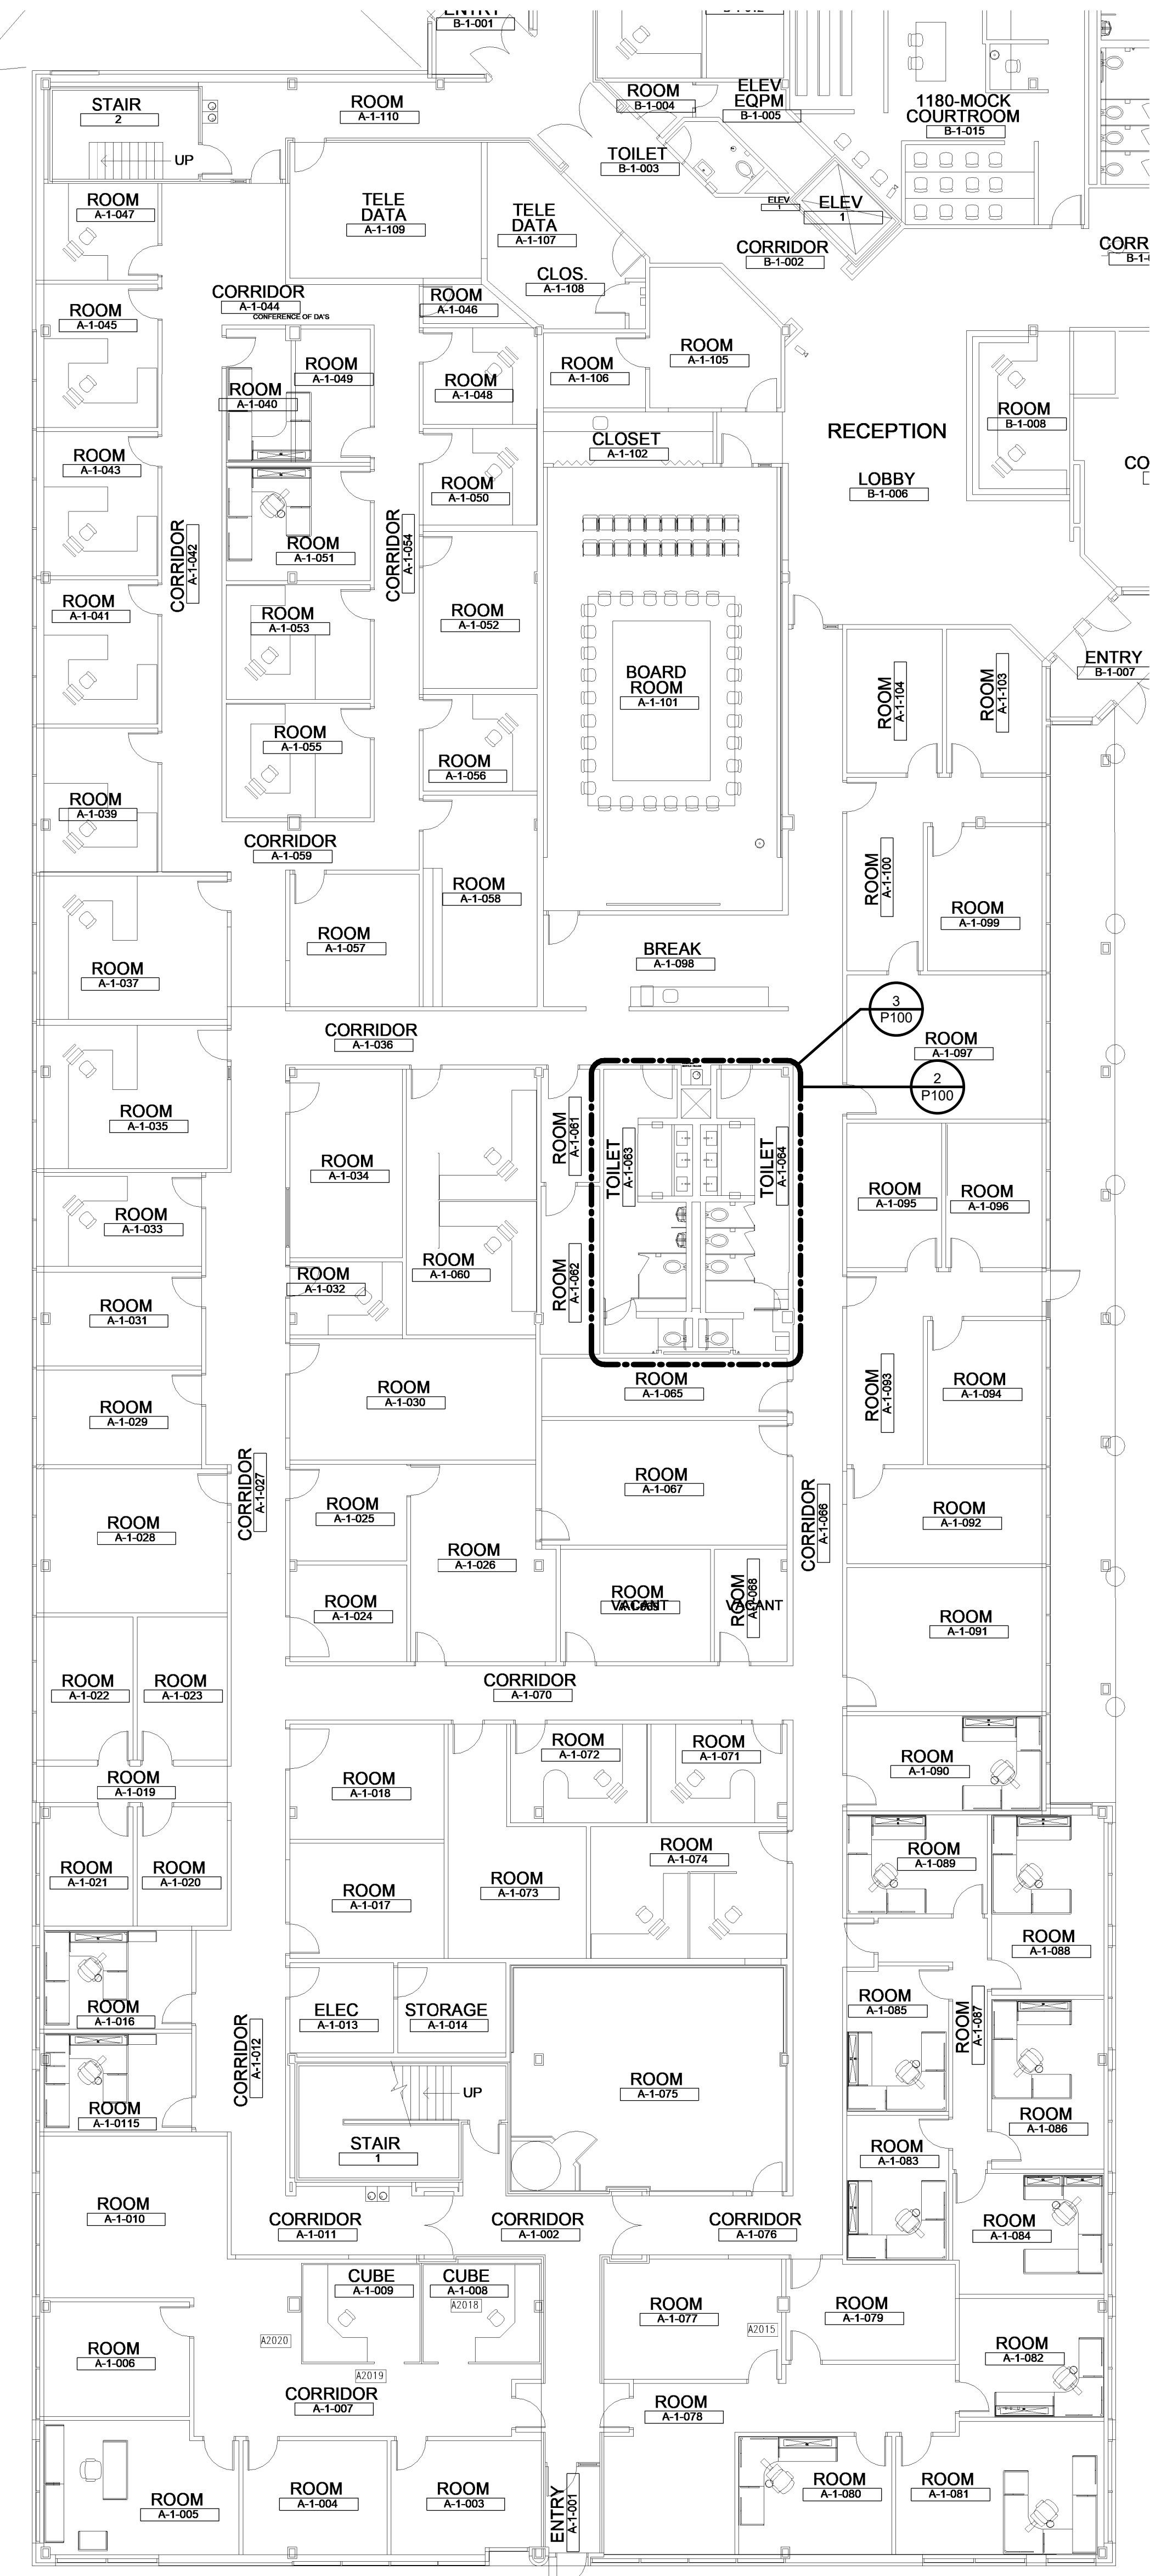 ENTRY
B-1-001
ROOM
B-1-004
ELEV
EQPM
B-1-005
1180-MOCK
COURTROOM
B-1-015
STAIR
2
UP
ROOM
A-1-110
TOILET
B-1-003
ROOM
A-1-047
TELE
DATA
A-1-109
TELE
DATA
A-1-107
ELEV
1
ELEV
1
CORRIDOR
B-1-002
CORR
CLOS.
A-1-108
CORRIDOR
A-1-044
CONFERENCE OF DA'S
ROOM
A-1-046
ROOM
A-1-045
ROOM
A-1-049
ROOM
A-1-040
ROOM
A-1-048
ROOM
A-1-106
ROOM
A-1-105
ROOM
B-1-008
RECEPTION
CLOSET
A-1-102
LOBBY
B-1-006
CO
ROOM
A-1-043
ROOM
A-1-050
CORRIDOR
A-1-042
ROOM
A-1-051
CORRIDOR
A-1-054
ROOM
A-1-041
ROOM
A-1-053
ROOM
A-1-052
BOARD
ROOM
A-1-101
ROOM
A-1-104
ROOM
A-1-103
ENTRY
B-1-007
ROOM
A-1-055
ROOM
A-1-056
ROOM
A-1-039
CORRIDOR
A-1-059
ROOM
A-1-058
ROOM
A-1-100
ROOM
A-1-099
ROOM
A-1-057
ROOM
A-1-037
BREAK
A-1-098
3
P100
CORRIDOR
A-1-036
ROOM
A-1-097
2
P100
ROOM
A-1-035
ROOM
A-1-034
ROOM
A-1-061
TOILET
A-1-063
TOILET
A-1-064
ROOM
A-1-095
ROOM
A-1-096
ROOM
A-1-033
ROOM
A-1-032
ROOM
A-1-060
ROOM
A-1-062
ROOM
A-1-031
ROOM
A-1-030
ROOM
A-1-065
ROOM
A-1-093
ROOM
A-1-094
ROOM
A-1-029
CORRIDOR
A-1-027
ROOM
A-1-067
ROOM
A-1-028
ROOM
A-1-025
ROOM
A-1-026
CORRIDOR
A-1-066
ROOM
A-1-092
ROOM
A-1-024
ROOM
VACANT
ROOM
A-1-068
VACANT
ROOM
A-1-091
ROOM
A-1-022
ROOM
A-1-023
CORRIDOR
A-1-070
ROOM
A-1-072
ROOM
A-1-071
ROOM
A-1-090
ROOM
A-1-019
ROOM
A-1-018
ROOM
A-1-074
ROOM
A-1-089
ROOM
A-1-021
ROOM
A-1-020
ROOM
A-1-017
ROOM
A-1-073
ROOM
A-1-088
ROOM
A-1-016
ELEC
A-1-013
STORAGE
A-1-014
ROOM
A-1-085
ROOM
A-1-087
CORRIDOR
A-1-012
ROOM
A-1-075
UP
ROOM
A-1-0115
ROOM
A-1-086
STAIR
1
ROOM
A-1-083
ROOM
A-1-010
CORRIDOR
A-1-011
CORRIDOR
A-1-002
CORRIDOR
A-1-076
ROOM
A-1-084
CUBE
A-1-009
CUBE
A-1-008
A2018
ROOM
A-1-077
A2015
ROOM
A-1-079
A2020
ROOM
A-1-006
A2019
ROOM
A-1-082
CORRIDOR
A-1-007
ROOM
A-1-078
ROOM
A-1-005
ROOM
A-1-004
ROOM
A-1-003
ENTRY
A-1-001
ROOM
A-1-080
ROOM
A-1-081